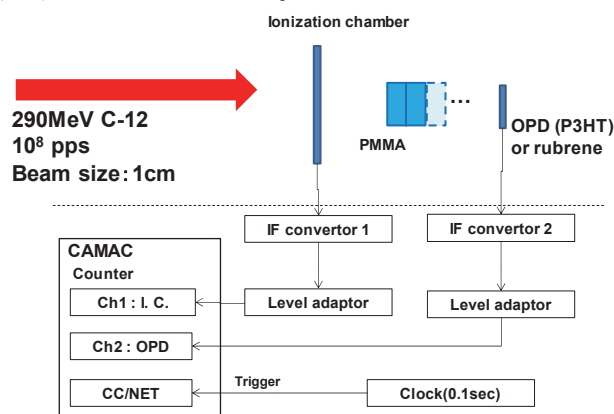 Ionization chamber
290MeV C-12
10⁸ pps
Beam size: 1cm
PMMA
...
OPD (P3HT)
or rubrene
IF convertor 1
IF convertor 2
CAMAC
Counter
Ch1 : I. C.
Level adaptor
Level adaptor
Ch2 : OPD
CC/NET
Trigger
Clock(0.1sec)